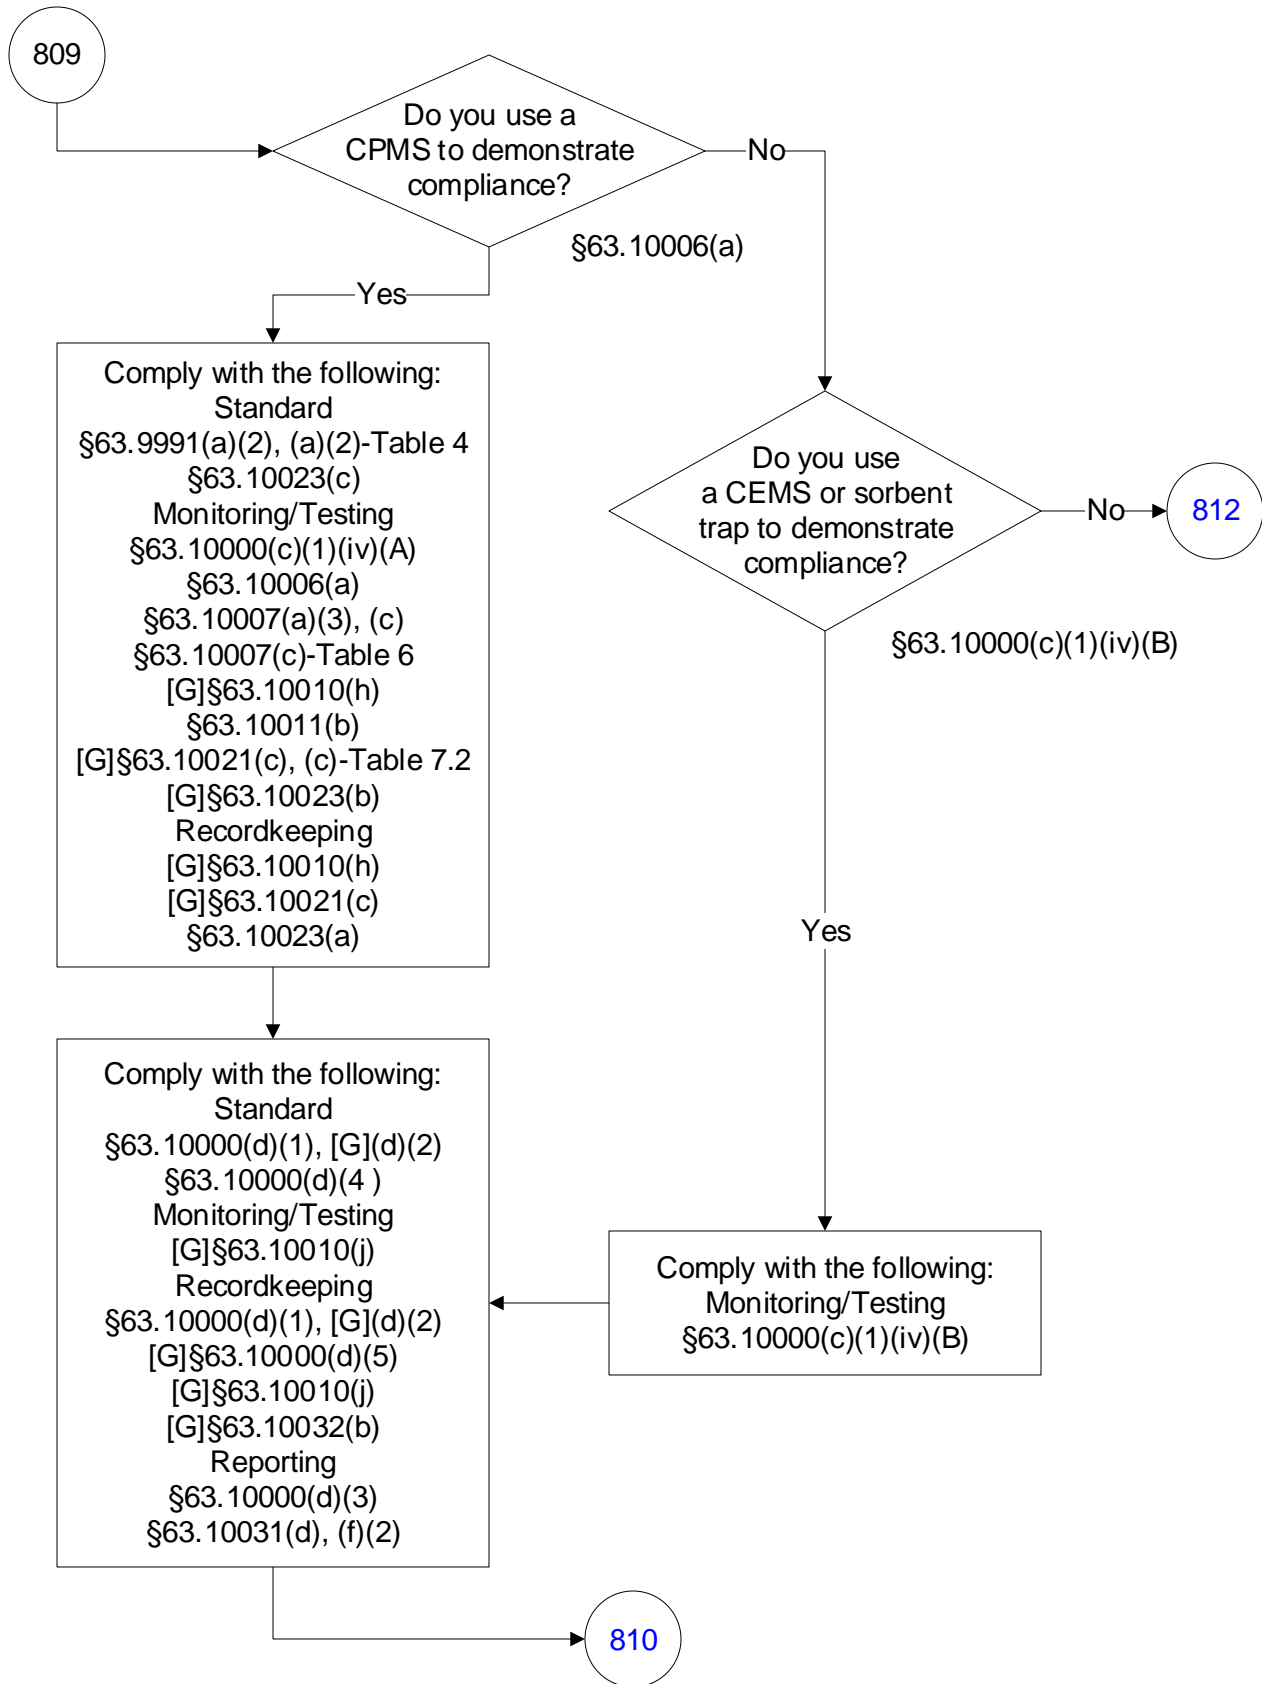 809
Do you use a
CPMS to demonstrate
compliance?
No
§63.10006(a)
Yes
Comply with the following:
Standard
§63.9991(a)(2), (a)(2)-Table 4
§63.10023(c)
Monitoring/Testing
§63.10000(c)(1)(iv)(A)
§63.10006(a)
§63.10007(a)(3), (c)
§63.10007(c)-Table 6
[G]§63.10010(h)
§63.10011(b)
[G]§63.10021(c), (c)-Table 7.2
[G]§63.10023(b)
Recordkeeping
[G]§63.10010(h)
[G]§63.10021(c)
§63.10023(a)
Do you use
a CEMS or sorbent
trap to demonstrate
compliance?
No
812
§63.10000(c)(1)(iv)(B)
Yes
Comply with the following:
Monitoring/Testing
§63.10000(c)(1)(iv)(B)
Comply with the following:
Standard
§63.10000(d)(1), [G](d)(2)
§63.10000(d)(4 )
Monitoring/Testing
[G]§63.10010(j)
Recordkeeping
§63.10000(d)(1), [G](d)(2)
[G]§63.10000(d)(5)
[G]§63.10010(j)
[G]§63.10032(b)
Reporting
§63.10000(d)(3)
§63.10031(d), (f)(2)
810